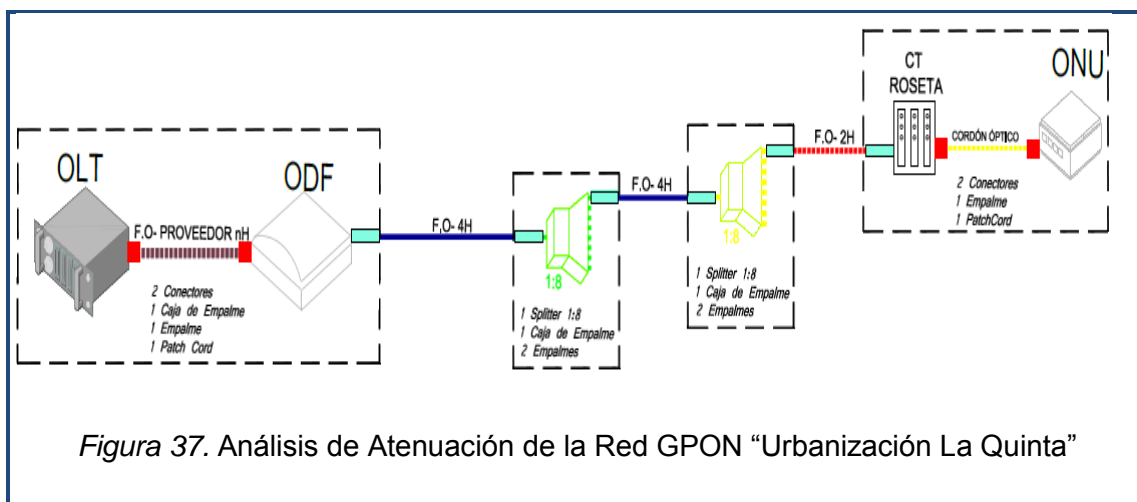 OLT
F.O- PROVEEDOR nH
ODF
2 Conectores
1 Caja de Empalme
1 Empalme
1 Patch Cord
F.O- 4H
1:8
1 Splitter 1:8
1 Caja de Empalme
2 Empalmes
F.O- 4H
1:8
1 Splitter 1:8
1 Caja de Empalme
2 Empalmes
F.O- 2H
CT
ROSETA
CORDÓN ÓPTICO
ONU
2 Conectores
1 Empalme
1 PatchCord
Figura 37. Análisis de Atenuación de la Red GPON “Urbanización La Quinta”